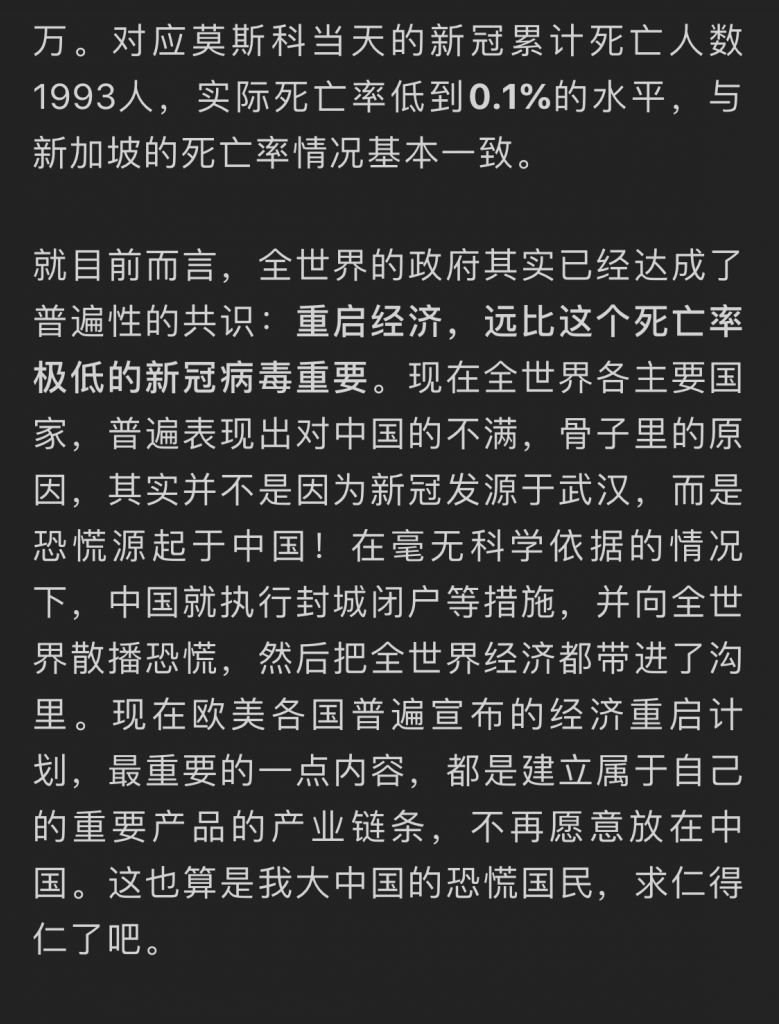 万。对应莫斯科当天的新冠累计死亡人数
1993人，实际死亡率低到0.1%的水平，与
新加坡的死亡率情况基本一致。
就目前而言，全世界的政府其实已经达成了
普遍性的共识：重启经济，远比这个死亡率
极低的新冠病毒重要。现在全世界各主要国
家，普遍表现出对中国的不满，骨子里的原
因，其实并不是因为新冠发源于武汉，而是
恐慌源起于中国！在毫无科学依据的情况
下，中国就执行封城闭户等措施，并向全世
界散播恐慌，然后把全世界经济都带进了沟
里。现在欧美各国普遍宣布的经济重启计
划，最重要的一点内容，都是建立属于自己
的重要产品的产业链条，不再愿意放在中
国。这也算是我大中国的恐慌国民，求仁得
仁了吧。